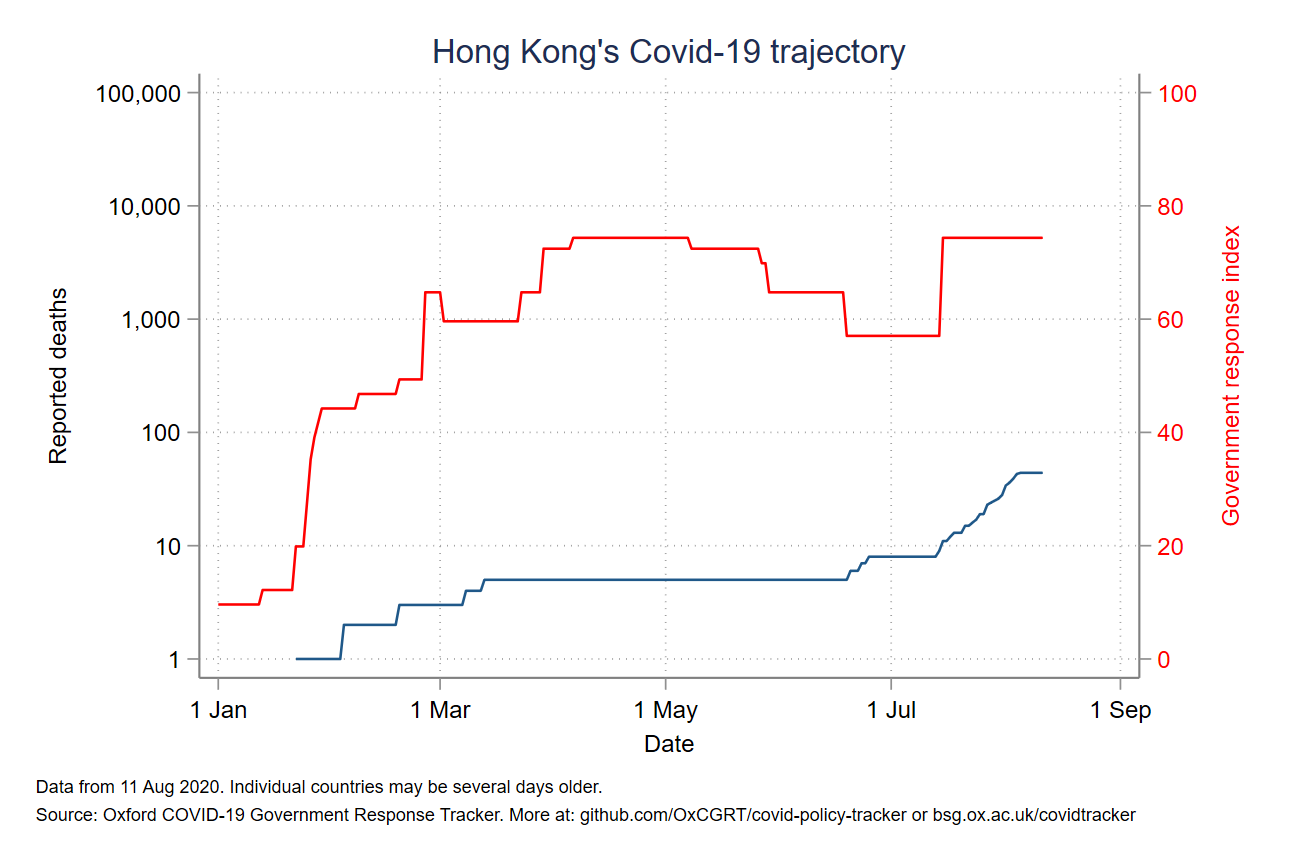 Hong Kong's Covid-19 trajectory
100,000
10,000
1,000
100
10
1
Reported deaths
100
80
60
40
20
0
Government response index
1 Jan
1 Mar
1 May
1 Jul
1 Sep
Date
Data from 11 Aug 2020. Individual countries may be several days older.
Source: Oxford COVID-19 Government Response Tracker. More at: github.com/OxCGRT/covid-policy-tracker or bsg.ox.ac.uk/covidtracker